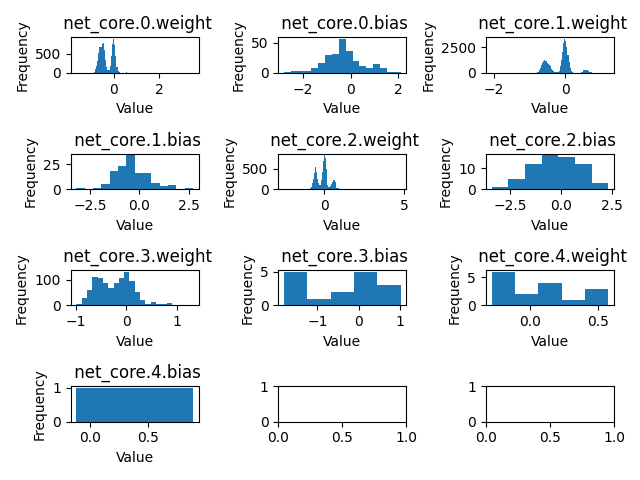 net_core.0.weight
Frequency
500
0
0
2
Value
net_core.0.bias
Frequency
50
0
−2
0
2
Value
net_core.1.weight
Frequency
2500
0
−2
0
Value
net_core.1.bias
Frequency
25
0
−2.5
0.0
2.5
Value
net_core.2.weight
Frequency
500
0
0
5
Value
net_core.2.bias
Frequency
10
0
−2.5
0.0
2.5
Value
net_core.3.weight
Frequency
100
0
−1
0
1
Value
net_core.3.bias
Frequency
5
0
−1
0
1
Value
net_core.4.weight
Frequency
5
0
0.0
0.5
Value
net_core.4.bias
Frequency
1
0
0.0
0.5
Value
1
0
0.0
0.5
1.0
1
0
0.0
0.5
1.0